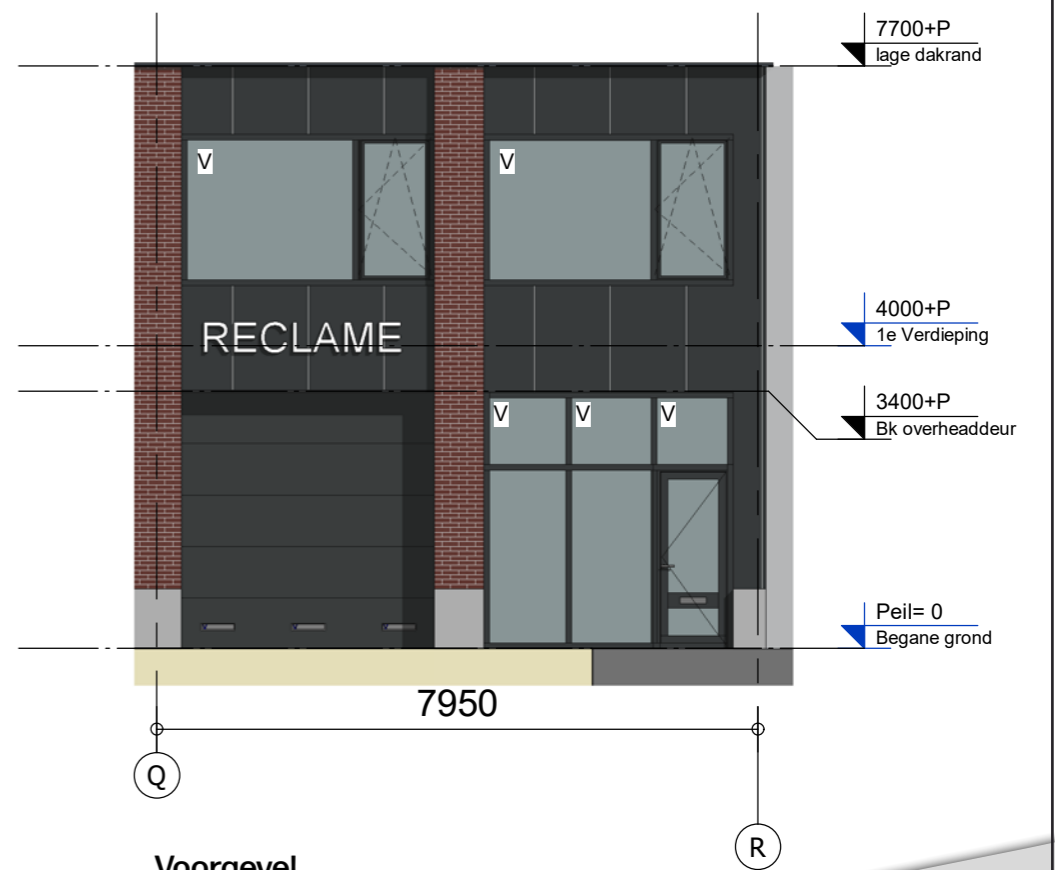 7700+P
lage dakrand
V
V
RECLAME
4000+P
1e Verdieping
3400+P
Bk overheaddeur
V
V
V
Peil= 0
Begane grond
7950
Q
R
Voorgevel